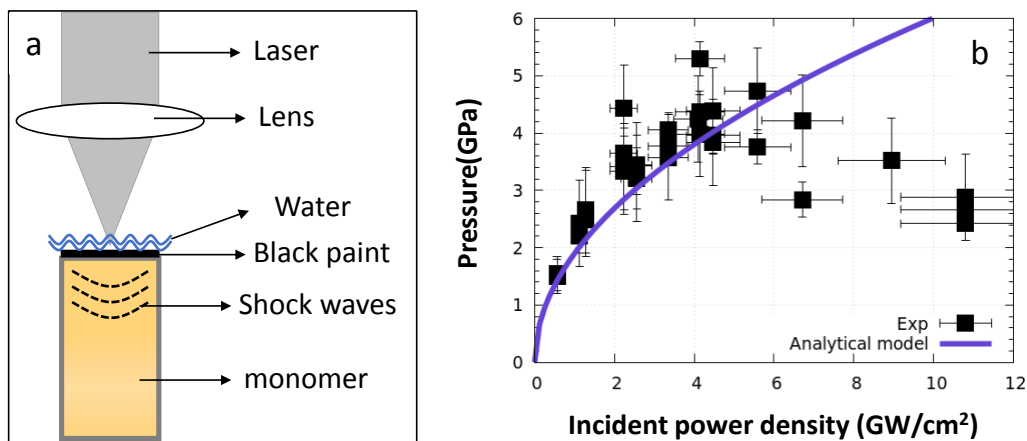 a
Laser
Lens
Water
Black paint
Shock waves
monomer
b
Pressure(GPa)
6
5
4
3
2
1
0
Exp
Analytical model
0 2 4 6 8 10 12
Incident power density (GW/cm²)